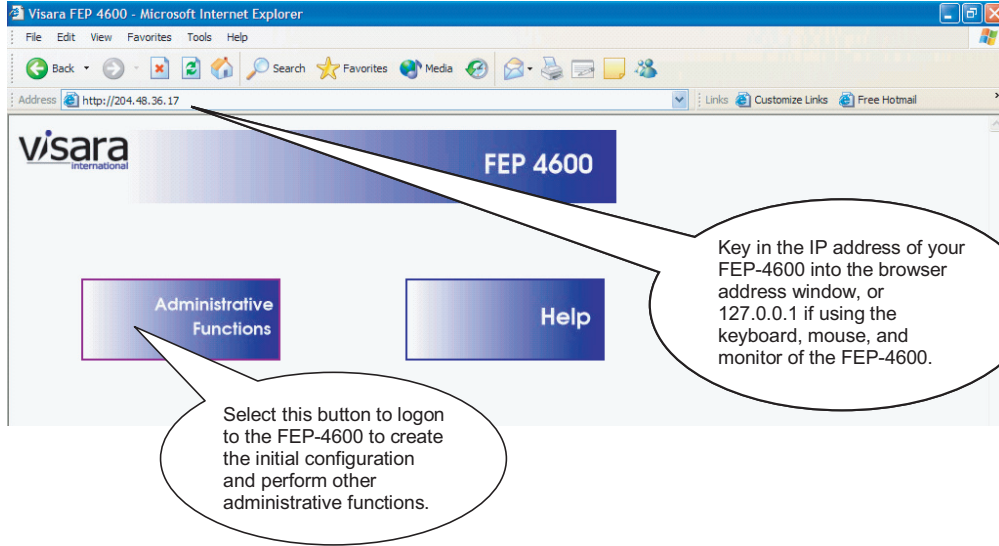 Visara FEP 4600 - Microsoft Internet Explorer
File Edit View Favorites Tools Help
Back Search Favorites Media
Address http://204.48.36.17 Links Customize Links Free Hotmail
visara
international
FEP 4600
Key in the IP address of your
FEP-4600 into the browser
address window, or
127.0.0.1 if using the
keyboard, mouse, and
monitor of the FEP-4600.
Administrative
Functions
Help
Select this button to logon
to the FEP-4600 to create
the initial configuration
and perform other
administrative functions.